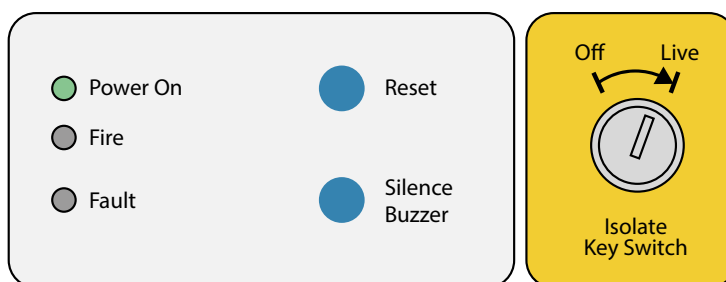 Power On
Fire
Fault
Reset
Silence
Buzzer
Off Live
Isolate
Key Switch